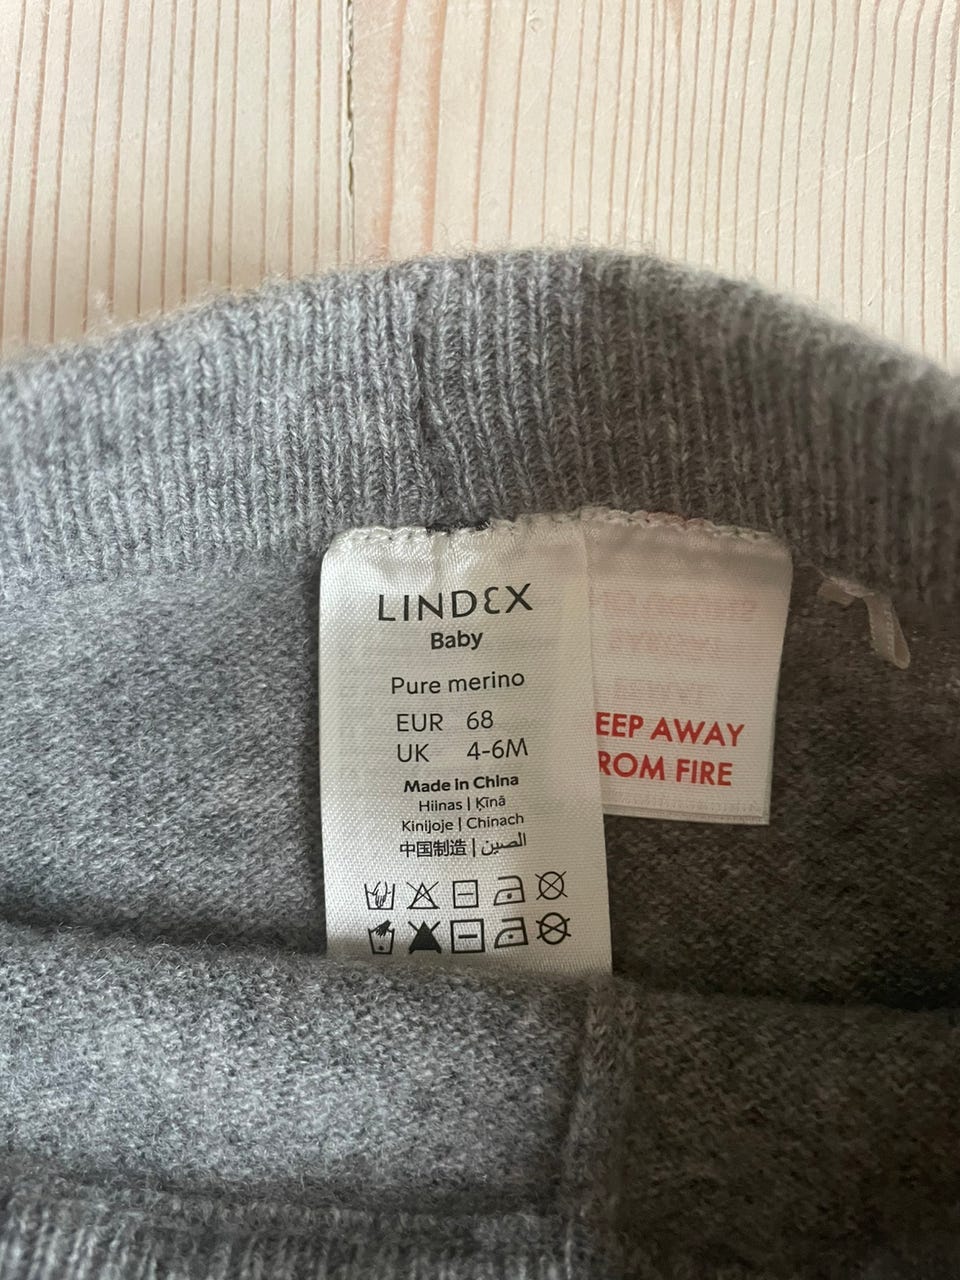 LINDEX
Baby
Pure merino
EUR 68
UK 4-6M
Made in China
Hiinas | Ķīnā
Kinijoje | Chinach
中国制造 | الصين
EEP AWAY
ROM FIRE